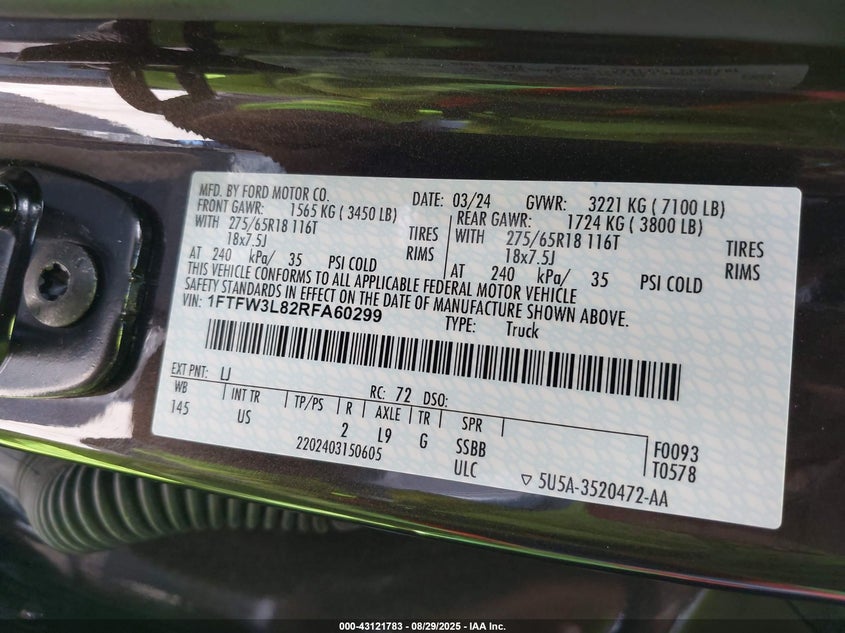 MFD. BY FORD MOTOR CO. DATE: 03/24 GVWR: 3221 KG ( 7100 LB)
FRONT GAWR: 1565 KG ( 3450 LB) REAR GAWR: 1724 KG ( 3800 LB)
WITH 275/65R18 116T TIRES WITH 275/65R18 116T TIRES
18x7.5J RIMS 18x7.5J RIMS
AT 240 kPa/ 35 PSI COLD AT 240 kPa/ 35 PSI COLD
THIS VEHICLE CONFORMS TO ALL APPLICABLE FEDERAL MOTOR VEHICLE
SAFETY STANDARDS IN EFFECT ON THE DATE OF MANUFACTURE SHOWN ABOVE.
VIN: 1FTFW3L82RFA60299 TYPE: Truck
EXT PNT: UJ RC: 72 DSO:
WB INT TR TP/PS R AXLE TR SPR
145 US 2 L9 G SSBB F0093
2202403150605 ULC T0578
▽ 5U5A-3520472-AA
000-43121783 - 08/29/2025 - IAA Inc.